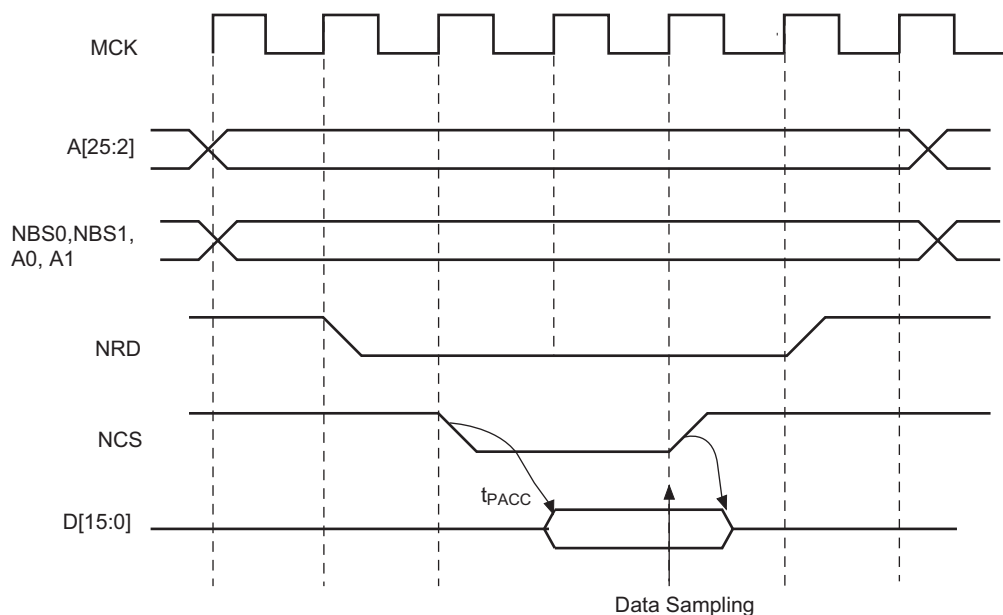 MCK
A[25:2]
NBS0,NBS1,
A0, A1
NRD
NCS
tPACC
D[15:0]
Data Sampling